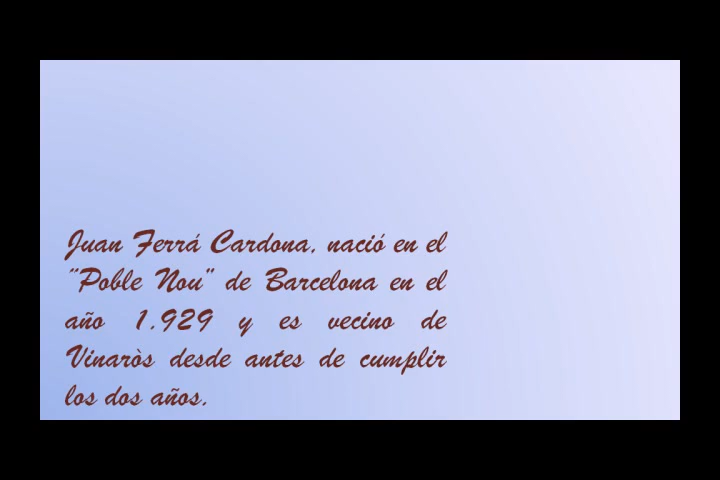 Juan Ferrá Cardona, nació en el
"Poble Nou" de Barcelona en el
año 1.929 y es vecino de
Vinaròs desde antes de cumplir
los dos años.